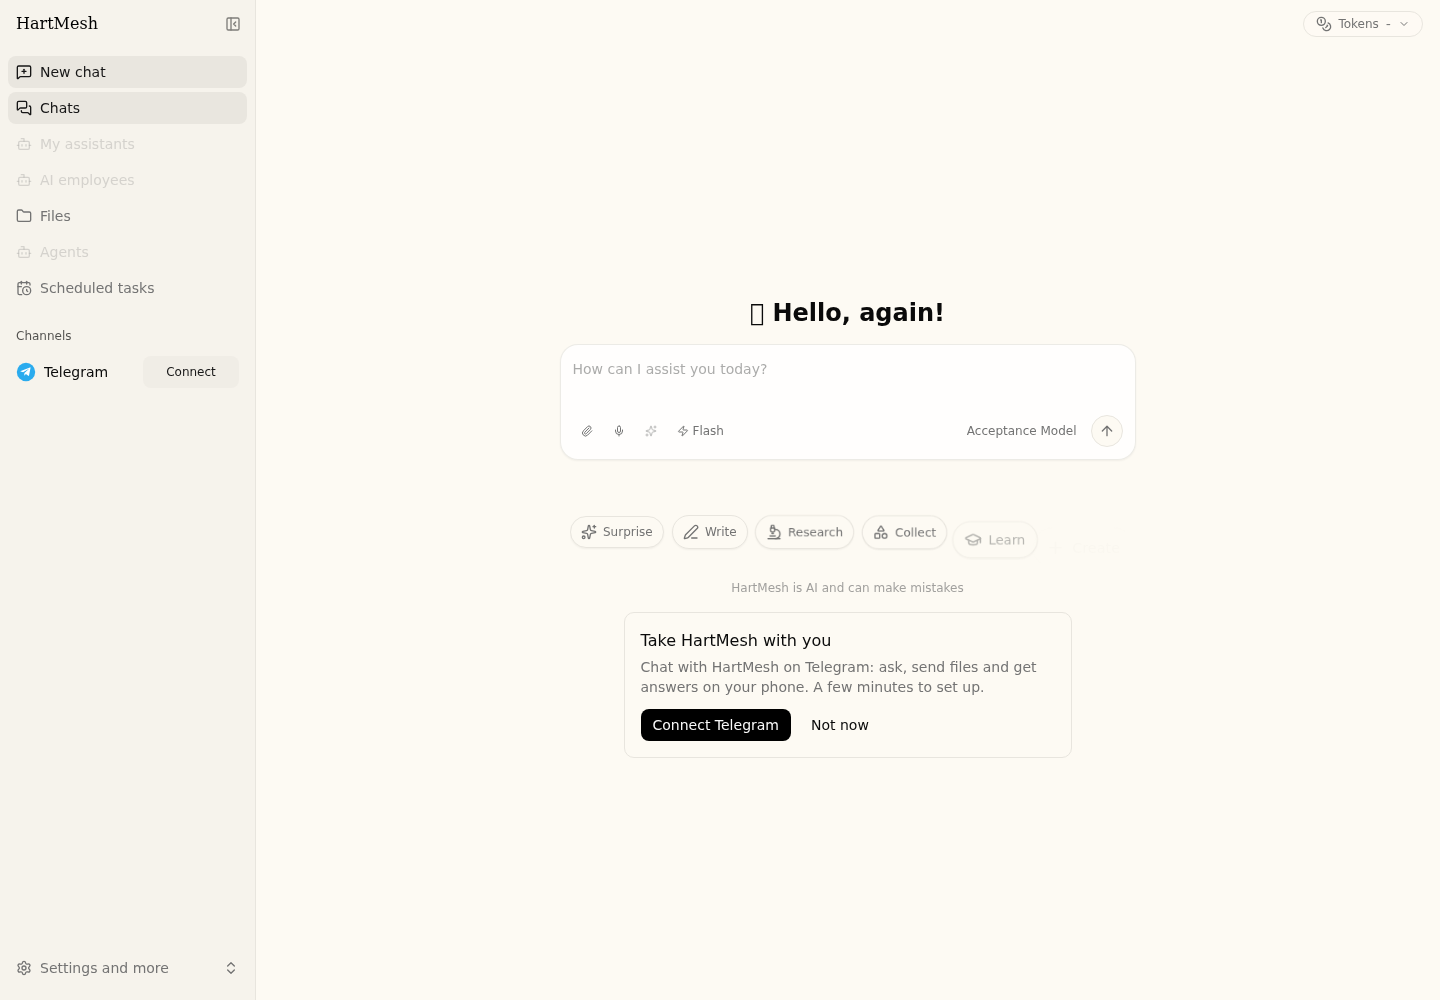 HartMesh
Tokens -
New chat
Chats
My assistants
AI employees
Files
Agents
Scheduled tasks
Channels
Telegram
Connect
Hello, again!
How can I assist you today?
Flash
Acceptance Model
Surprise
Write
Research
Collect
Learn
HartMesh is AI and can make mistakes
Take HartMesh with you
Chat with HartMesh on Telegram: ask, send files and get
answers on your phone. A few minutes to set up.
Connect Telegram
Not now
Settings and more